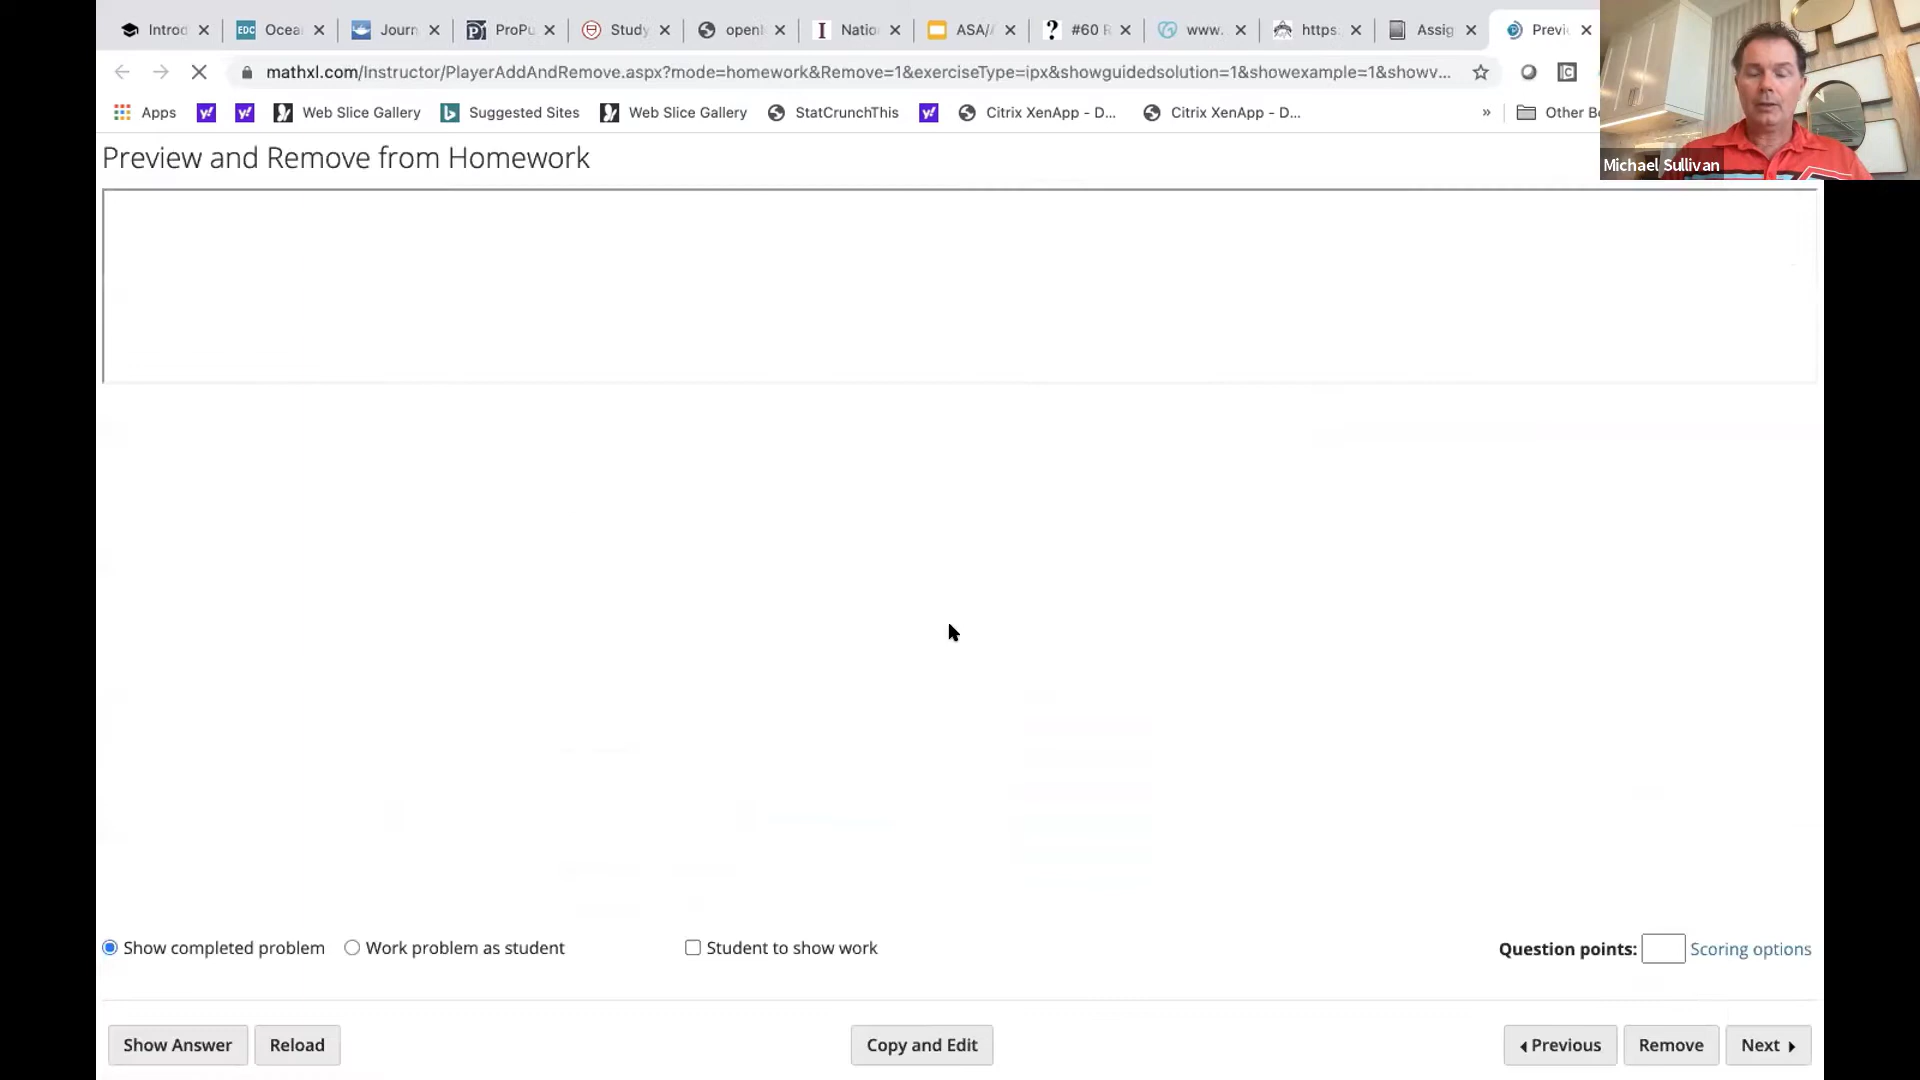 Introd
EDC Ocea
Journ
ProPu
Study
openI
Natio
ASA//
? #60 R
www.
https:
Assig
Previ
mathxl.com/Instructor/PlayerAddAndRemove.aspx?mode=homework&Remove=1&exerciseType=ipx&showguidedsolution=1&showexample=1&showv...
Apps
y!
y!
Web Slice Gallery
Suggested Sites
Web Slice Gallery
StatCrunchThis
y!
Citrix XenApp - D...
Citrix XenApp - D...
»
Other B
Michael Sullivan
Preview and Remove from Homework
Show completed problem
Work problem as student
Student to show work
Question points:
Scoring options
Show Answer
Reload
Copy and Edit
Previous
Remove
Next